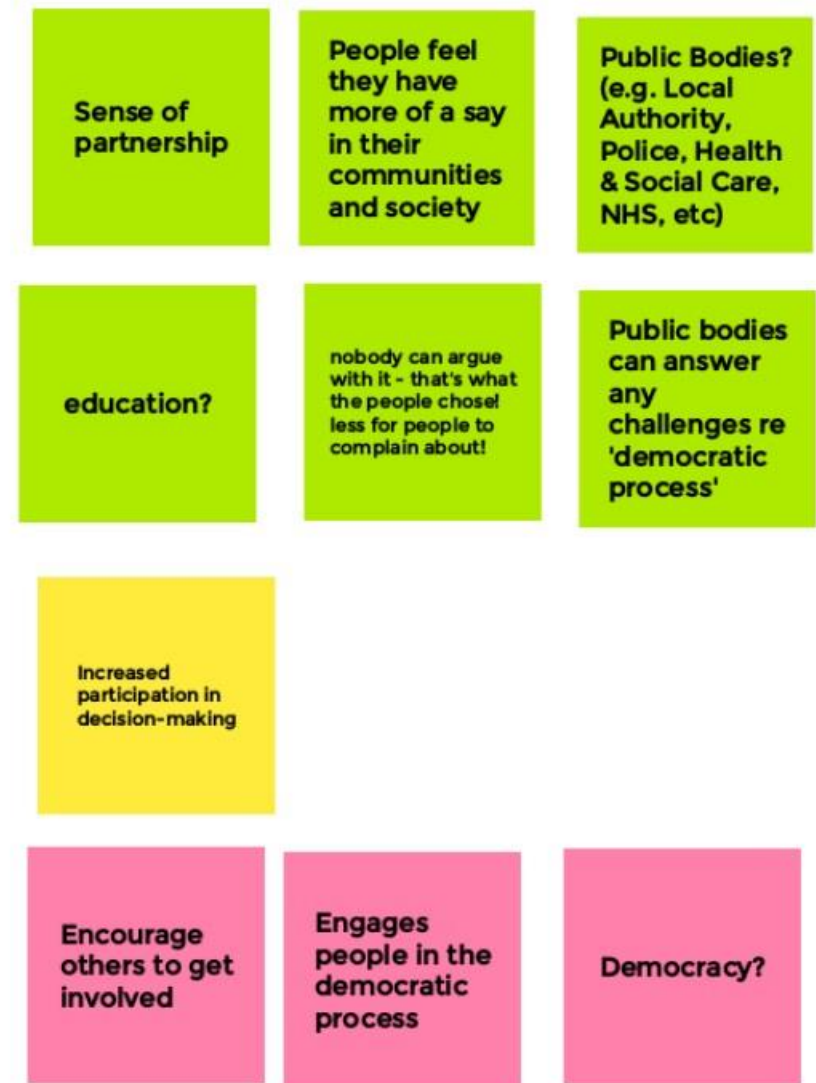 Sense of
partnership
People feel
they have
more of a say
in their
communities
and society
Public Bodies?
(e.g. Local
Authority,
Police, Health
& Social Care,
NHS, etc)
education?
nobody can argue
with it - that's what
the people chose!
less for people to
complain about!
Public bodies
can answer
any
challenges re
'democratic
process'
Increased
participation in
decision-making
Encourage
others to get
involved
Engages
people in the
democratic
process
Democracy?